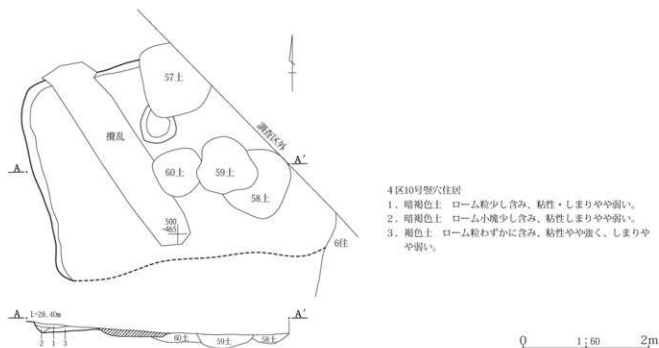 57土
攪乱
調査区外
A
A′
60土
59土
58土
500
-465
6住
4区10号竪穴住居
1．暗褐色土 ローム粒少し含み、粘性・しまりやや弱い。
2．暗褐色土 ローム小塊少し含み、粘性しまりやや弱い。
3．褐色土 ローム粒わずかに含み、粘性やや強く、しまりや
や弱い。
A L=28.40m A′
2 1 3
60土 59土 58土
0 1:60 2m